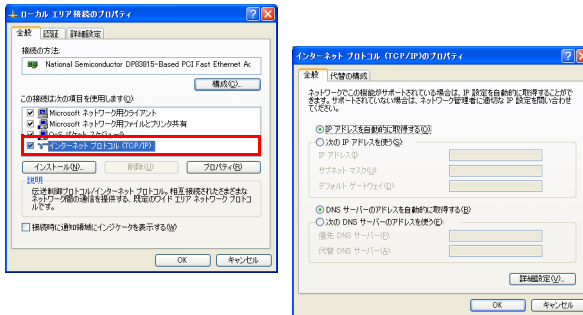 ローカル エリア接続のプロパティ
全般 認証 詳細設定
接続の方法:
National Semiconductor DP83815-Based PCI Fast Ethernet Ac
構成(C)...
この接続は次の項目を使用します(O):
Microsoft ネットワーク用クライアント
Microsoft ネットワーク用ファイルとプリンタ共有
QoS パケット スケジューラ
インターネット プロトコル (TCP/IP)
インストール(N)... 削除(U) プロパティ(R)
説明
伝送制御プロトコル/インターネット プロトコル。相互接続されたさまざまな
ネットワーク間の通信を提供する、既定のワイド エリア ネットワーク プロトコ
ルです。
接続時に通知領域にインジケータを表示する(W)
OK キャンセル
インターネット プロトコル (TCP/IP)のプロパティ
全般 代替の構成
ネットワークでこの機能がサポートされている場合は、IP 設定を自動的に取得することがで
きます。サポートされていない場合は、ネットワーク管理者に適切な IP 設定を問い合わせ
てください。
IP アドレスを自動的に取得する(O)
次の IP アドレスを使う(S):
IP アドレス(I):
サブネット マスク(U):
デフォルト ゲートウェイ(D):
DNS サーバーのアドレスを自動的に取得する(B)
次の DNS サーバーのアドレスを使う(E):
優先 DNS サーバー(P):
代替 DNS サーバー(A):
詳細設定(V)...
OK キャンセル